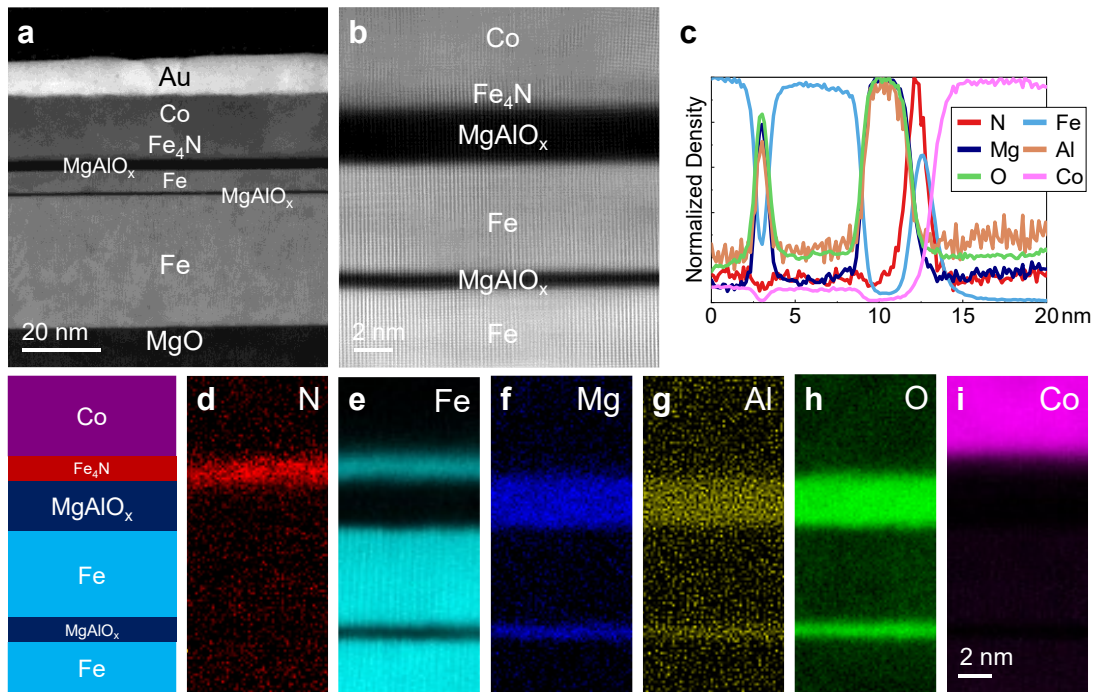 a
Au
Co
Fe₄N
MgAlOₓ
Fe
MgAlOₓ
Fe
20 nm
MgO
b
Co
Fe₄N
MgAlOₓ
Fe
MgAlOₓ
Fe
2 nm
c
Normalized Density
N
Fe
Mg
Al
O
Co
0
5
10
15
20 nm
Co
Fe₄N
MgAlOₓ
Fe
MgAlOₓ
Fe
d N
e Fe
f Mg
g Al
h O
i Co
2 nm